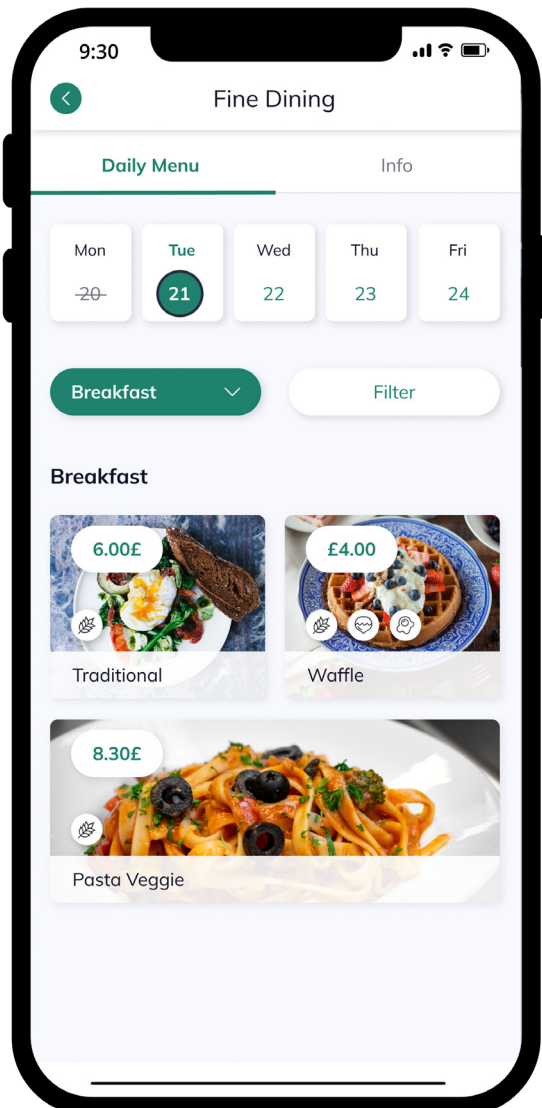 9:30
Fine Dining
Daily Menu Info
Mon Tue Wed Thu Fri
20 21 22 23 24
Breakfast Filter
Breakfast
6.00£ £4.00
Traditional Waffle
8.30£
Pasta Veggie